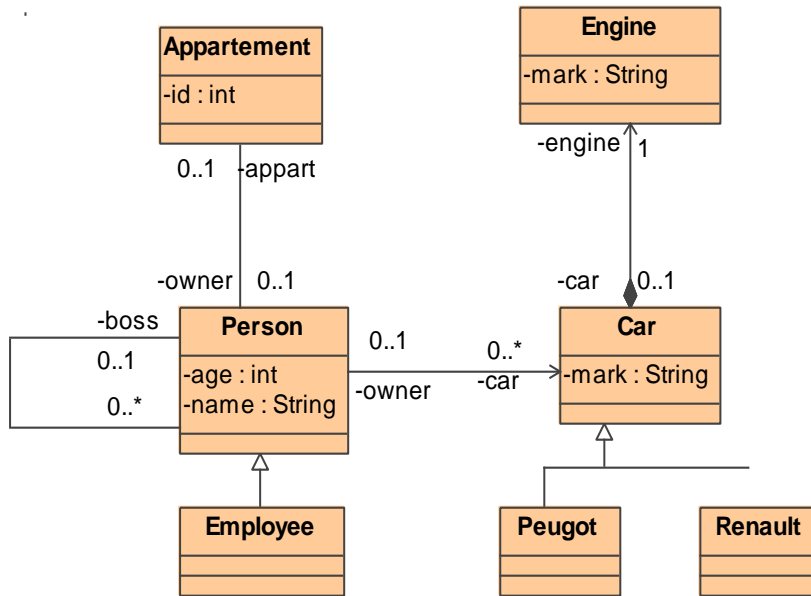 Appartement
-id : int
Engine
-mark : String
0..1 -appart
-engine 1
-owner 0..1
-car 0..1
-boss
0..1
0..*
Person
-age : int
-name : String
0..1
-owner
0..*
-car
Car
-mark : String
Employee
Peugot
Renault